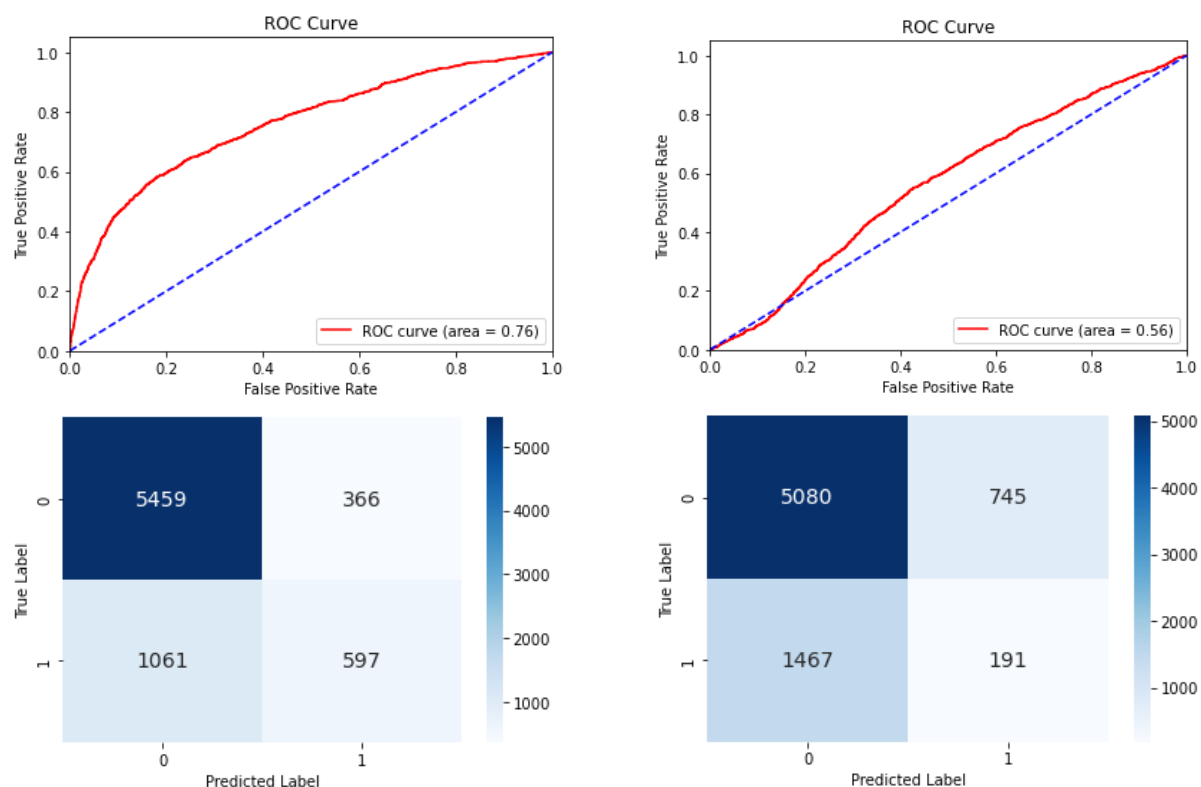 ROC Curve
1.0
0.8
0.6
0.4
0.2
0.0
True Positive Rate
ROC curve (area = 0.76)
0.0 0.2 0.4 0.6 0.8 1.0
False Positive Rate
ROC Curve
1.0
0.8
0.6
0.4
0.2
0.0
True Positive Rate
ROC curve (area = 0.56)
0.0 0.2 0.4 0.6 0.8 1.0
False Positive Rate
True Label
0
5459 366
1
1061 597
0 1
Predicted Label
5000
4000
3000
2000
1000
True Label
0
5080 745
1
1467 191
0 1
Predicted Label
5000
4000
3000
2000
1000